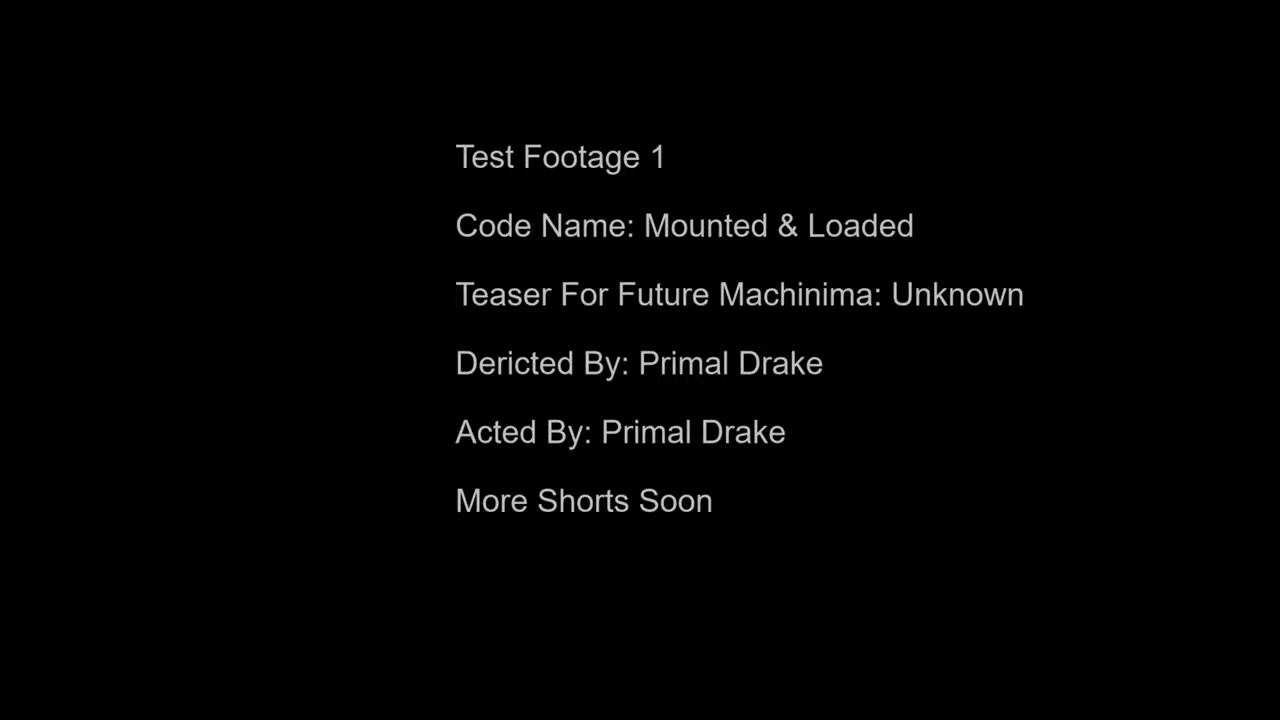 Test Footage 1
Code Name: Mounted & Loaded
Teaser For Future Machinima: Unknown
Dericted By: Primal Drake
Acted By: Primal Drake
More Shorts Soon